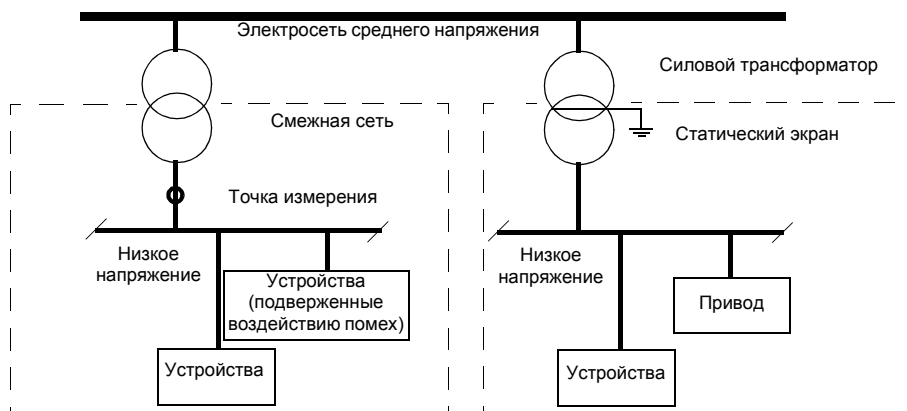 Электросеть среднего напряжения
Силовой трансформатор
Смежная сеть
Статический экран
Точка измерения
Низкое
напряжение
Устройства
(подверженные
воздействию помех)
Устройства
Низкое
напряжение
Привод
Устройства